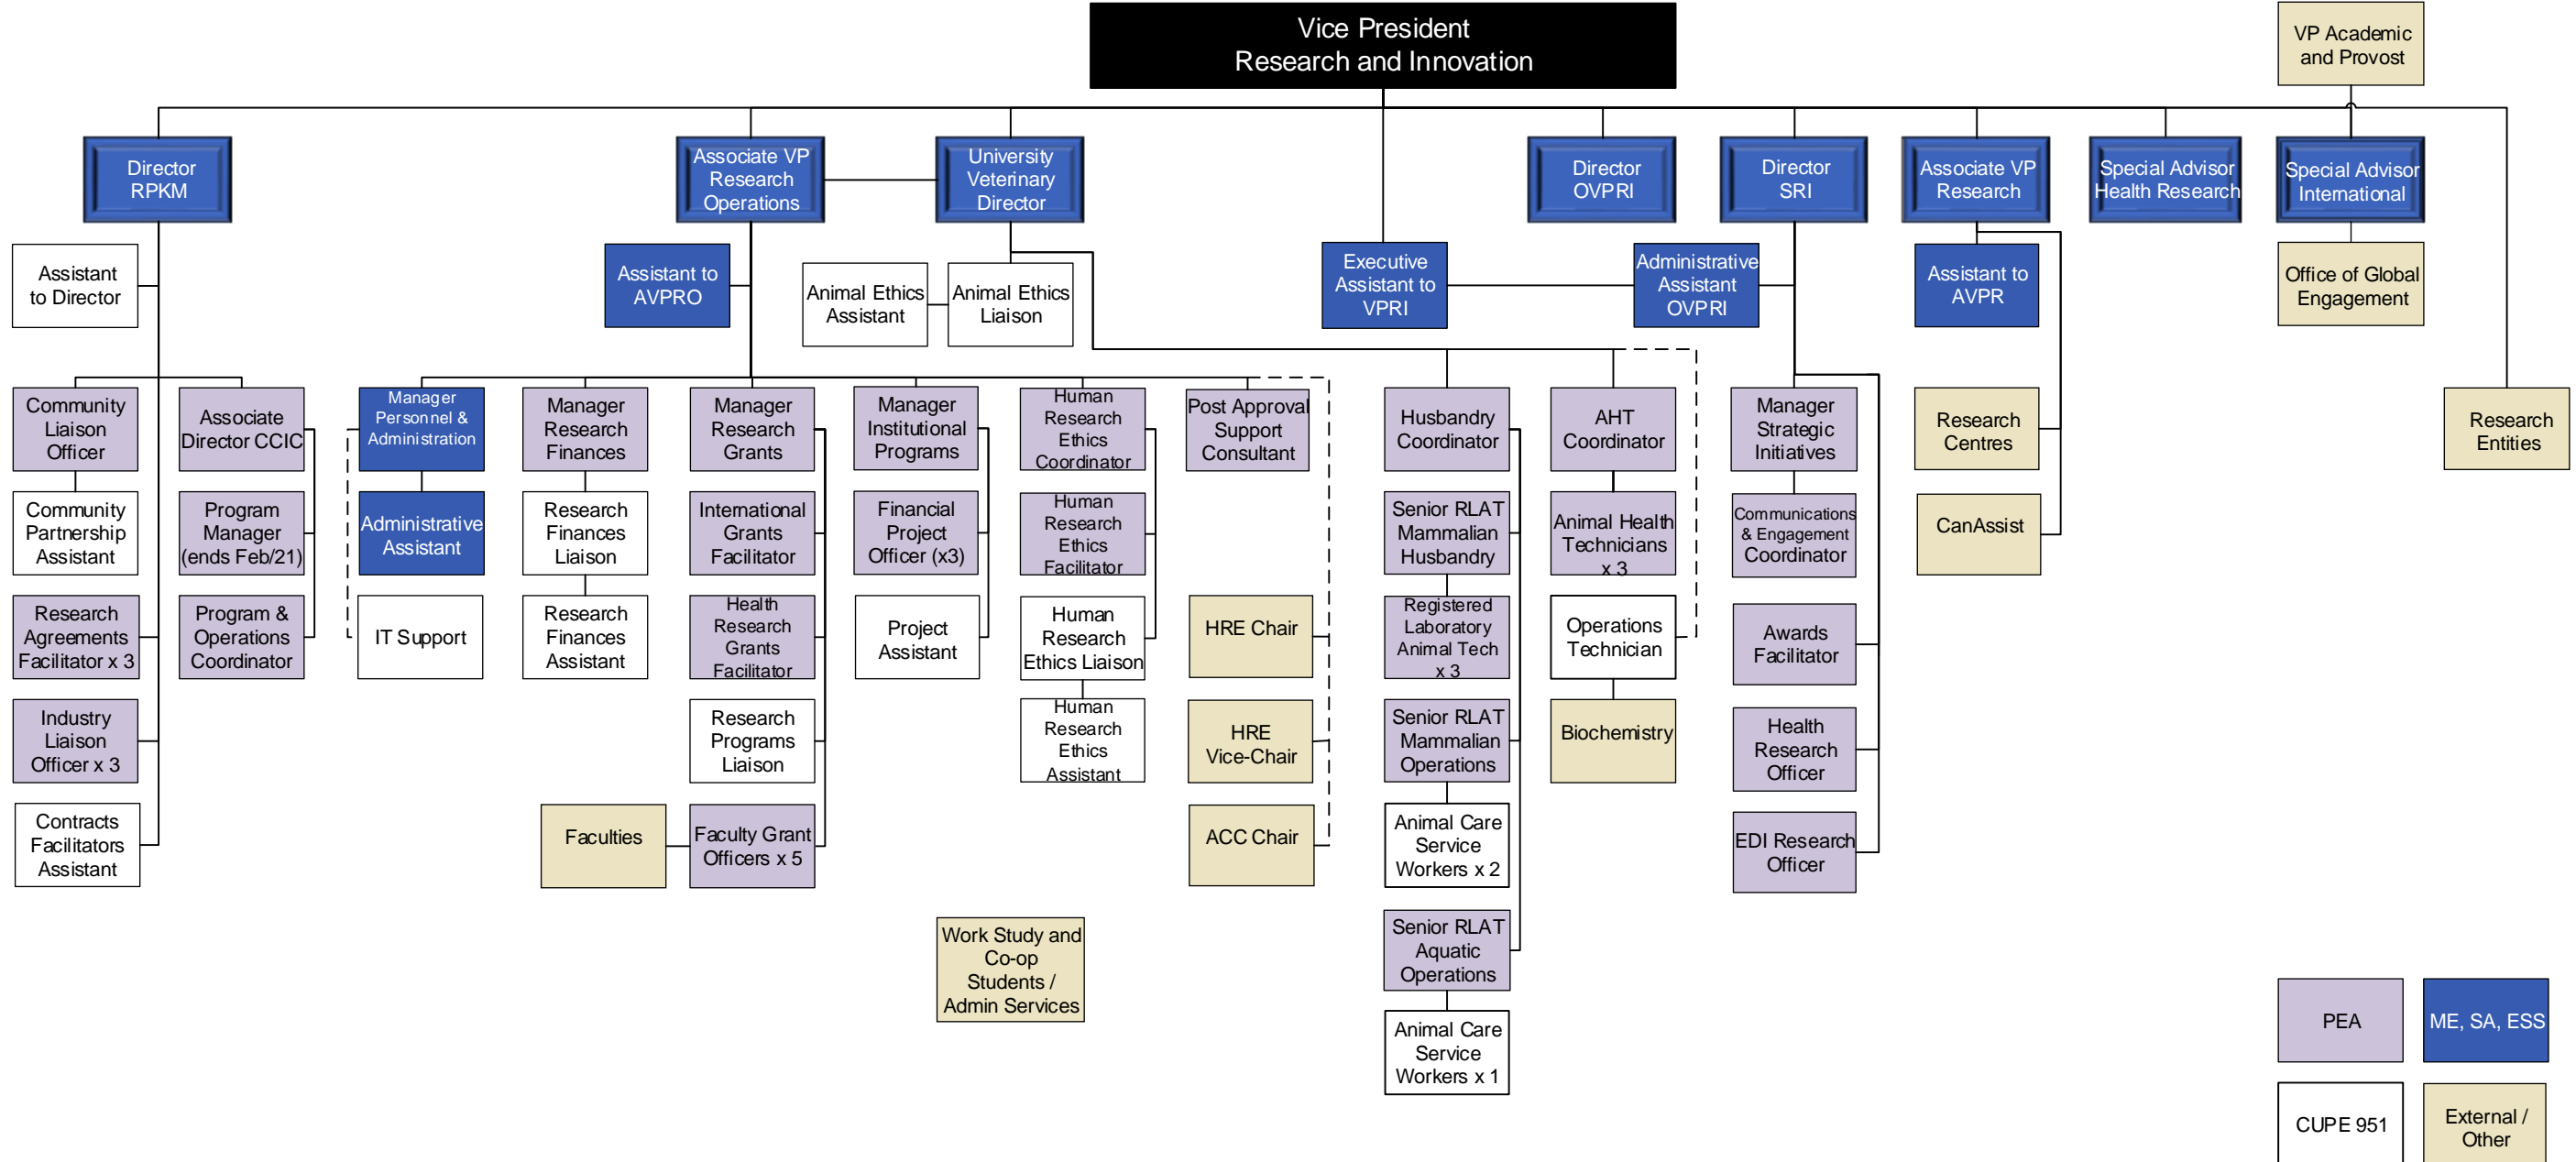 Vice President
Research and Innovation
VP Academic
and Provost
Director
RPKM
Associate VP
Research
Operations
University
Veterinary
Director
Director
OVPRI
Director
SRI
Associate VP
Research
Special Advisor
Health Research
Special Advisor
International
Assistant
to Director
Assistant to
AVPRO
Animal Ethics
Assistant
Animal Ethics
Liaison
Executive
Assistant to
VPRI
Administrative
Assistant
OVPRI
Assistant to
AVPR
Office of Global
Engagement
Community
Liaison
Officer
Associate
Director CCIC
Manager
Personnel &
Administration
Manager
Research
Finances
Manager
Research
Grants
Manager
Institutional
Programs
Human
Research
Ethics
Coordinator
Post Approval
Support
Consultant
Husbandry
Coordinator
AHT
Coordinator
Manager
Strategic
Initiatives
Research
Centres
Research
Entities
Community
Partnership
Assistant
Program
Manager
(ends Feb/21)
Administrative
Assistant
Research
Finances
Liaison
International
Grants
Facilitator
Financial
Project
Officer (x3)
Human
Research
Ethics
Facilitator
Senior RLAT
Mammalian
Husbandry
Animal Health
Technicians
x 3
Communications
& Engagement
Coordinator
CanAssist
Research
Agreements
Facilitator x 3
Program &
Operations
Coordinator
IT Support
Research
Finances
Assistant
Health
Research
Grants
Facilitator
Project
Assistant
Human
Research
Ethics Liaison
HRE Chair
Registered
Laboratory
Animal Tech
x 3
Operations
Technician
Awards
Facilitator
Industry
Liaison
Officer x 3
Research
Programs
Liaison
Human
Research
Ethics
Assistant
HRE
Vice-Chair
Senior RLAT
Mammalian
Operations
Biochemistry
Health
Research
Officer
Contracts
Facilitators
Assistant
Faculties
Faculty Grant
Officers x 5
ACC Chair
Animal Care
Service
Workers x 2
EDI Research
Officer
Work Study and
Co-op
Students /
Admin Services
Senior RLAT
Aquatic
Operations
Animal Care
Service
Workers x 1
PEA
ME, SA, ESS
CUPE 951
External /
Other